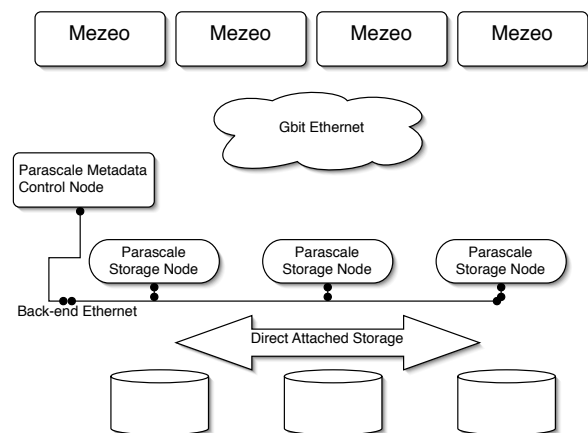 Mezeo
Mezeo
Mezeo
Mezeo
Gbit Ethernet
Parascale Metadata
Control Node
Parascale
Storage Node
Parascale
Storage Node
Parascale
Storage Node
Back-end Ethernet
Direct Attached Storage